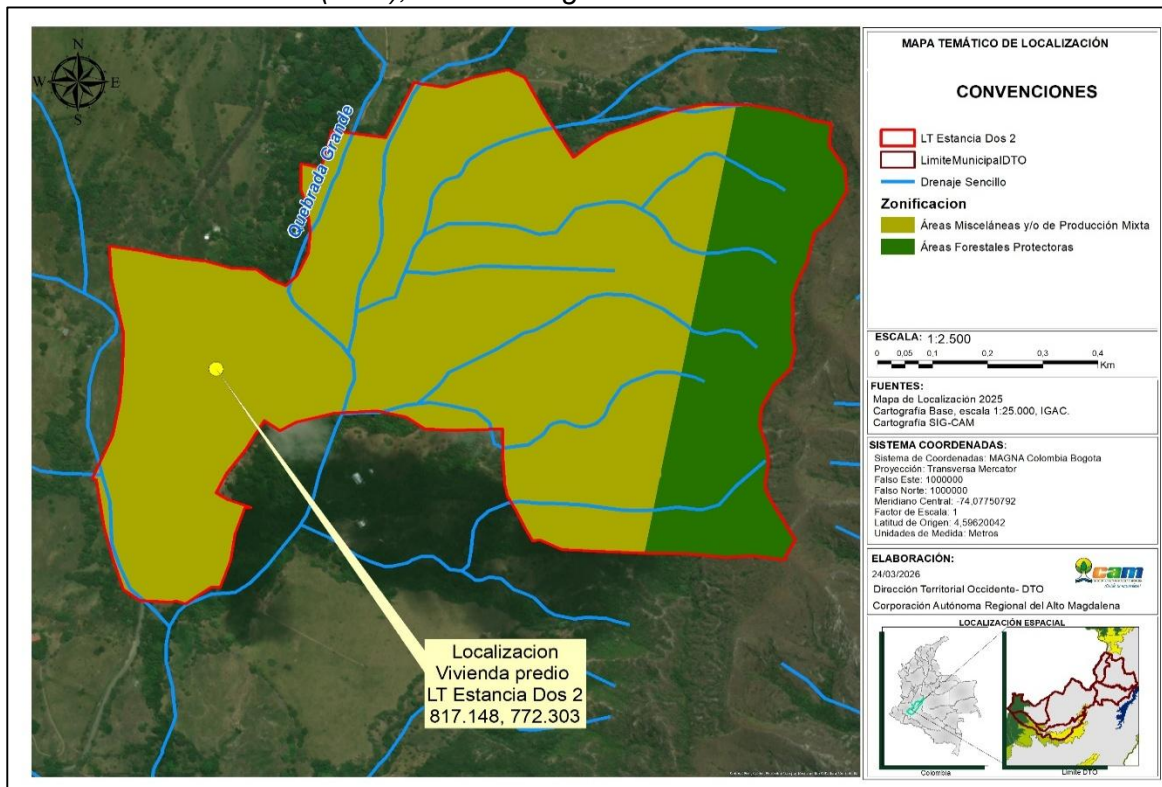 MAPA TEMÁTICO DE LOCALIZACIÓN
CONVENCIONES
LT Estancia Dos 2
LimiteMunicipalDTO
Drenaje Sencillo
Zonificacion
Áreas Misceláneas y/o de Producción Mixta
Áreas Forestales Protectoras
ESCALA: 1:2.500
0 0,05 0,1 0,2 0,3 0,4
Km
FUENTES:
Mapa de Localización 2025
Cartografía Base, escala 1:25.000, IGAC.
Cartografía SIG-CAM
SISTEMA COORDENADAS:
Sistema de Coordenadas: MAGNA Colombia Bogota
Proyección: Transversa Mercator
Falso Este: 1000000
Falso Norte: 1000000
Meridiano Central: -74,07750792
Factor de Escala: 1
Latitud de Origen: 4,59620042
Unidades de Medida: Metros
ELABORACIÓN:
24/03/2026
Dirección Territorial Occidente- DTO
Corporación Autónoma Regional del Alto Magdalena
cam
LOCALIZACIÓN ESPACIAL
Colombia
Limite DTO
N
W E
S
Quebrada Grande
Localizacion
Vivienda predio
LT Estancia Dos 2
817.148, 772.303